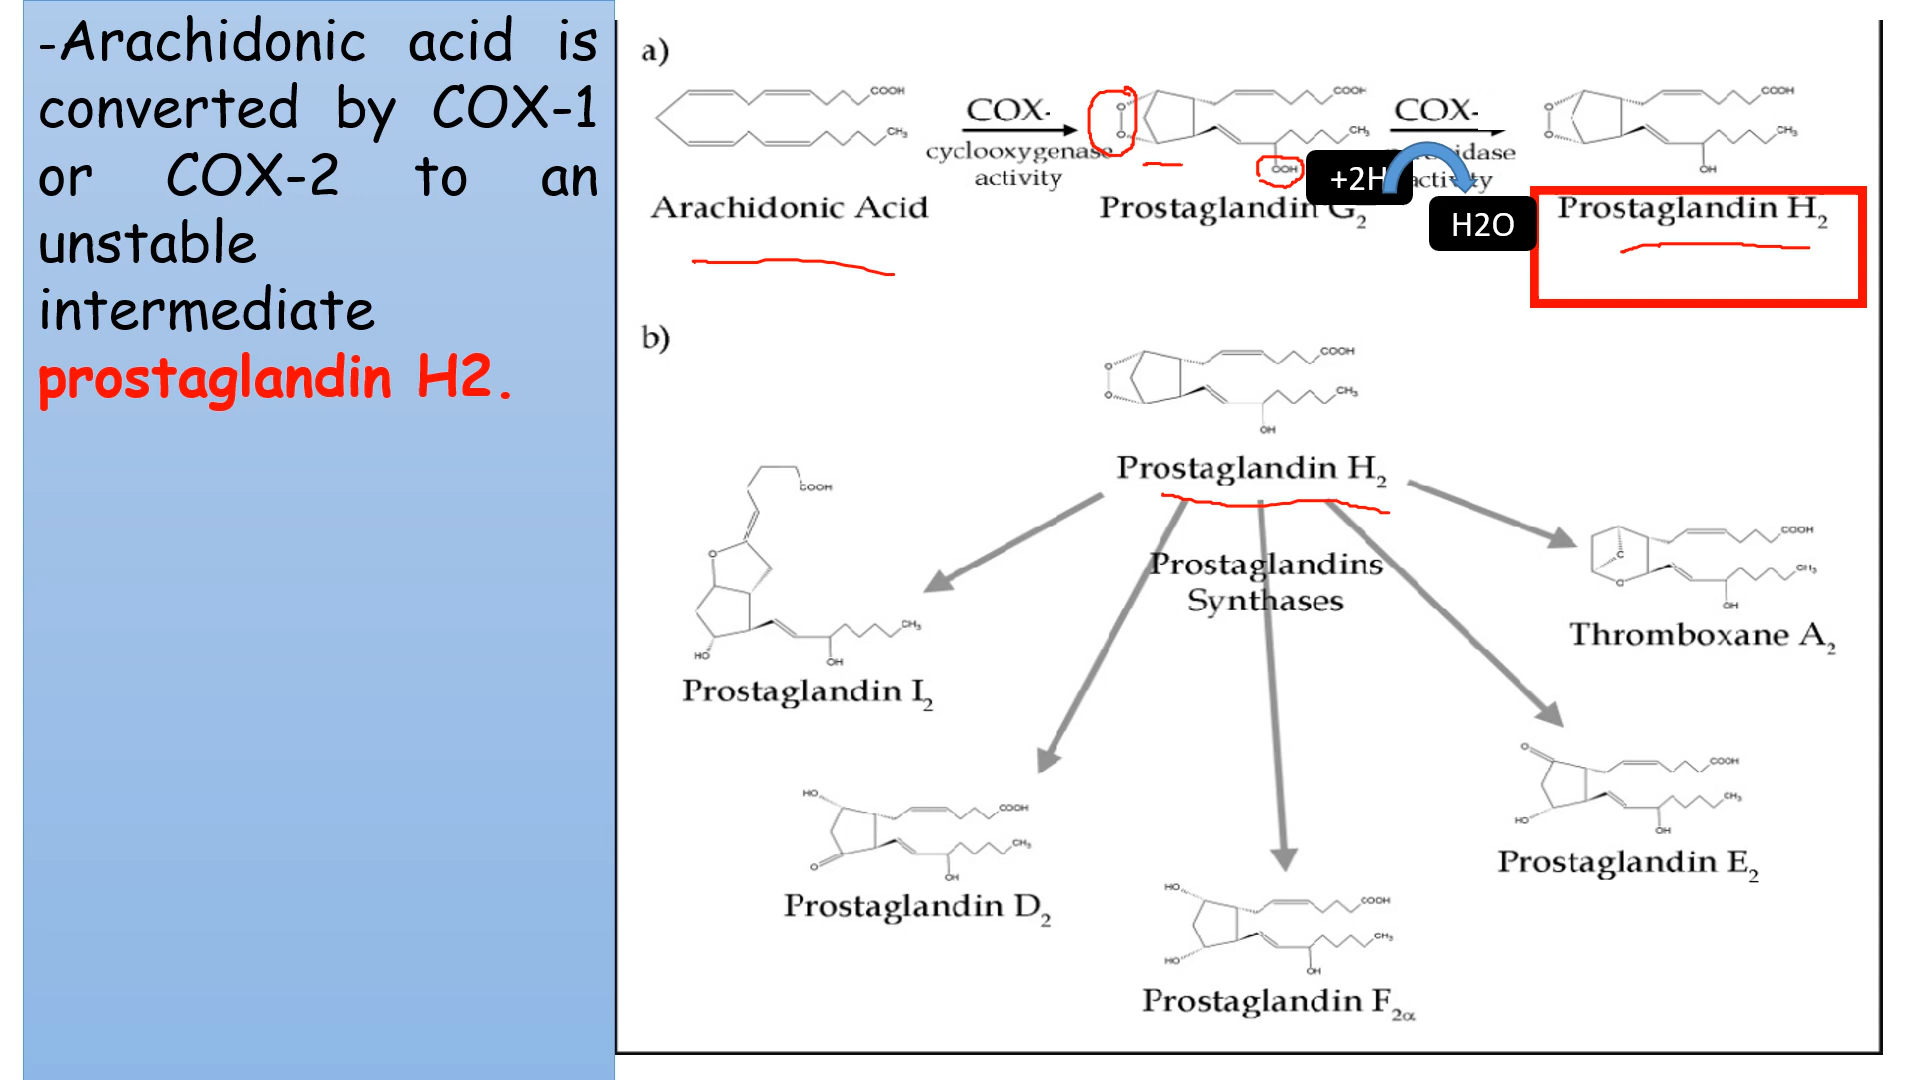 -Arachidonic acid is
converted by COX-1
or COX-2 to an
unstable
intermediate
prostaglandin H2.
a)
COOH
CH3
Arachidonic Acid
COX-
cyclooxygenase
activity
COOH
CH3
O
O
OOH
Prostaglandin G2
COX-
activity
+2H
H2O
COOH
CH3
O
O
OH
Prostaglandin H2
b)
COOH
CH3
O
O
OH
Prostaglandin H2
Prostaglandins
Synthases
COOH
O
CH3
HO
OH
Prostaglandin I2
COOH
CH3
O
OH
Thromboxane A2
HO
COOH
CH3
O
OH
Prostaglandin D2
O
COOH
CH3
HO
OH
Prostaglandin E2
HO
COOH
CH3
HO
OH
Prostaglandin F2α